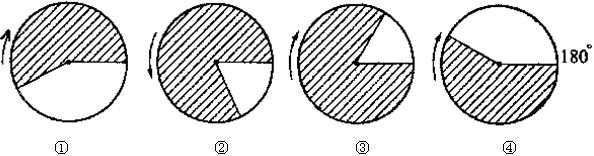 180°
① ② ③ ④